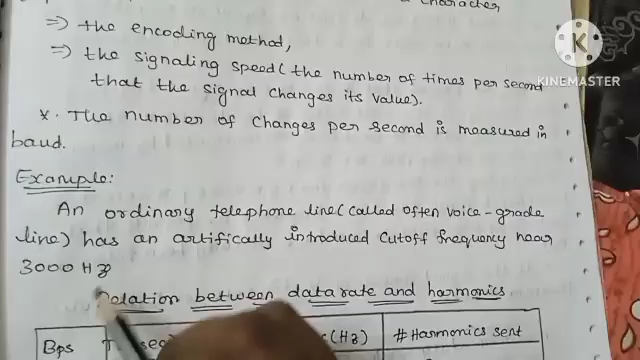 character
⇒ the encoding method,
⇒ the signaling speed (the number of times per second
that the signal changes its value).
*. The number of changes per second is measured in
baud.
Example:
An ordinary telephone line (called often voice-grade
line) has an artifically introduced cutoff frequency near
3000 Hz
Relation between data rate and harmonics
Bps (Hz) # Harmonics sent
KINEMASTER